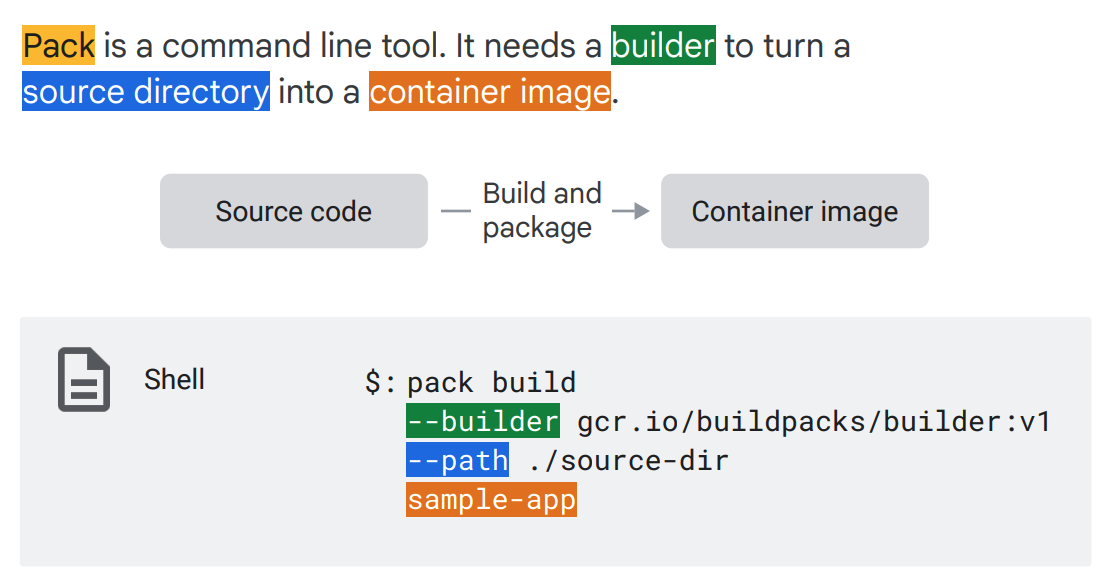 Pack is a command line tool. It needs a builder to turn a
source directory into a container image.
Source code
Build and
package
Container image
Shell
$: pack build
--builder gcr.io/buildpacks/builder:v1
--path ./source-dir
sample-app